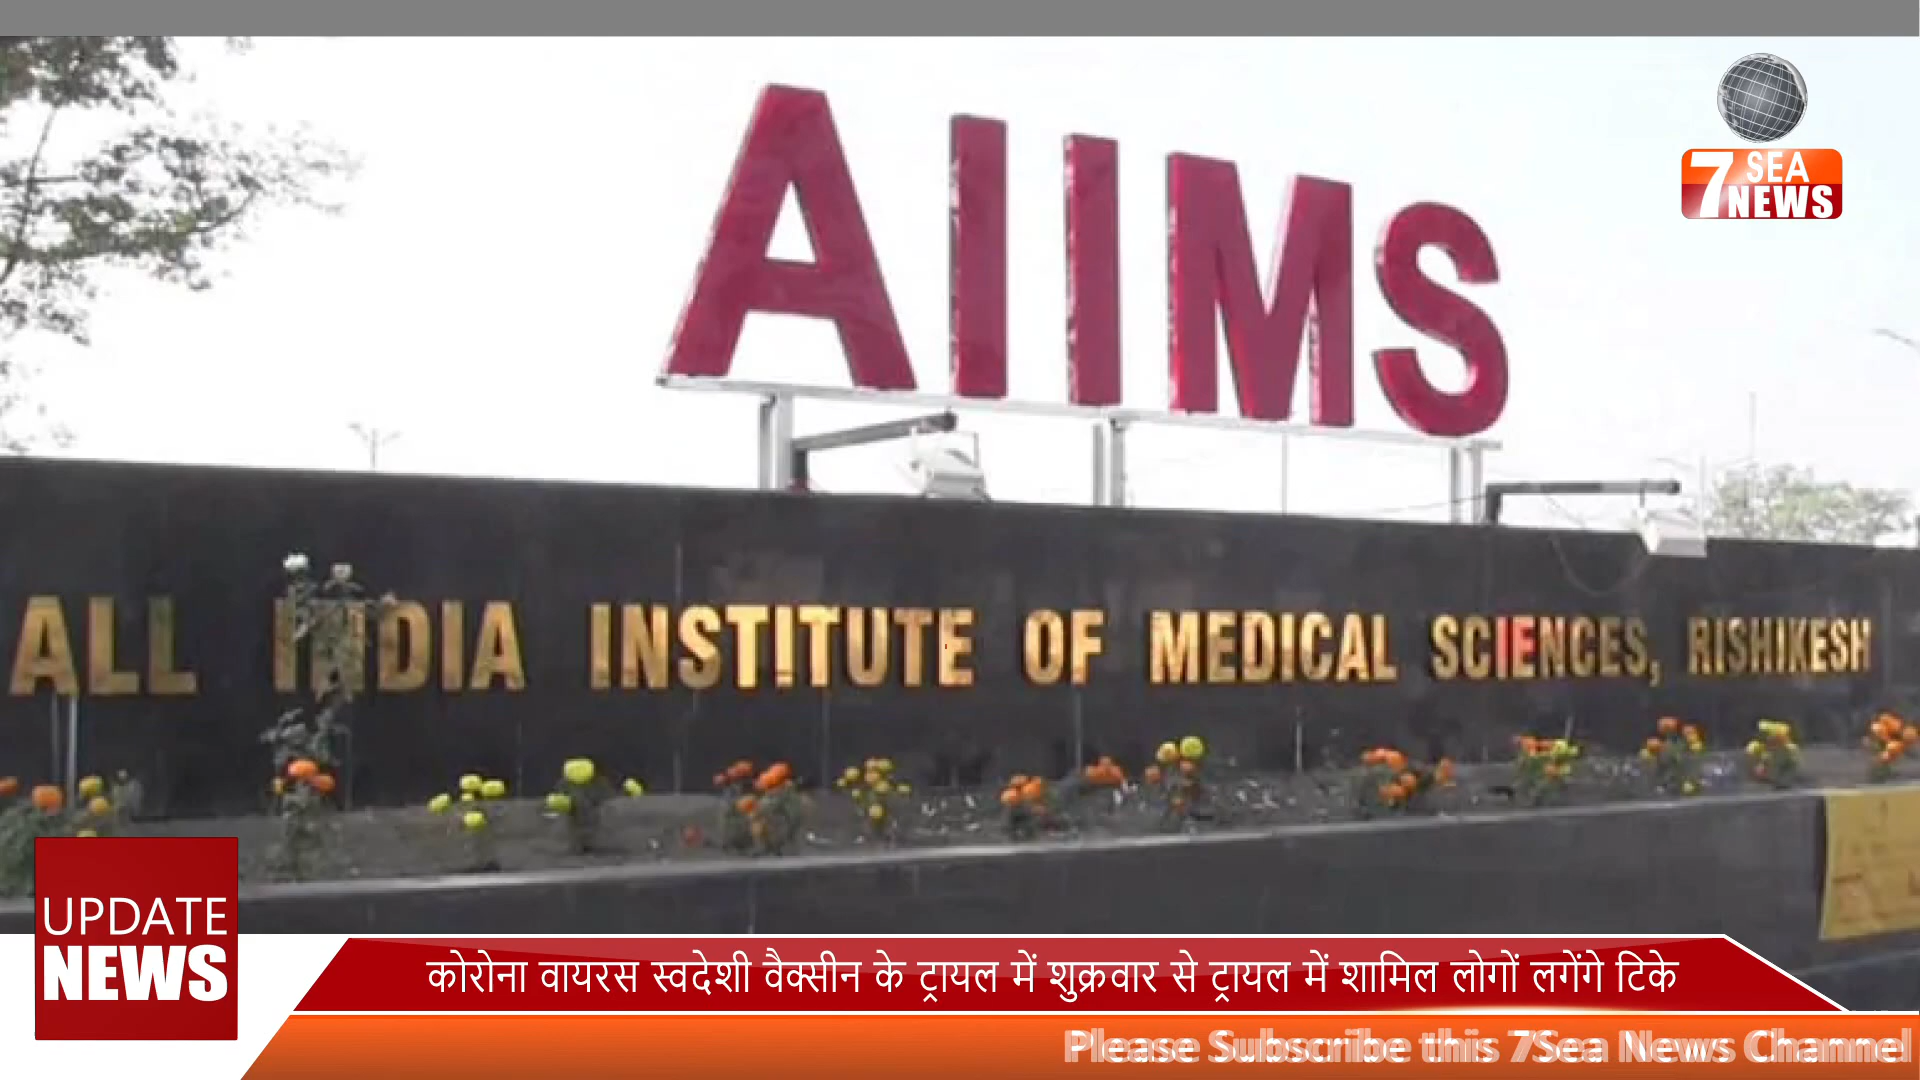 AIIMS
7 SEA
NEWS
ALL INDIA INSTITUTE OF MEDICAL SCIENCES, RISHIKESH
UPDATE
NEWS
कोरोना वायरस स्वदेशी वैक्सीन के ट्रायल में शुक्रवार से ट्रायल में शामिल लोगों लगेंगे टिके
Please Subscribe this 7Sea News Channel